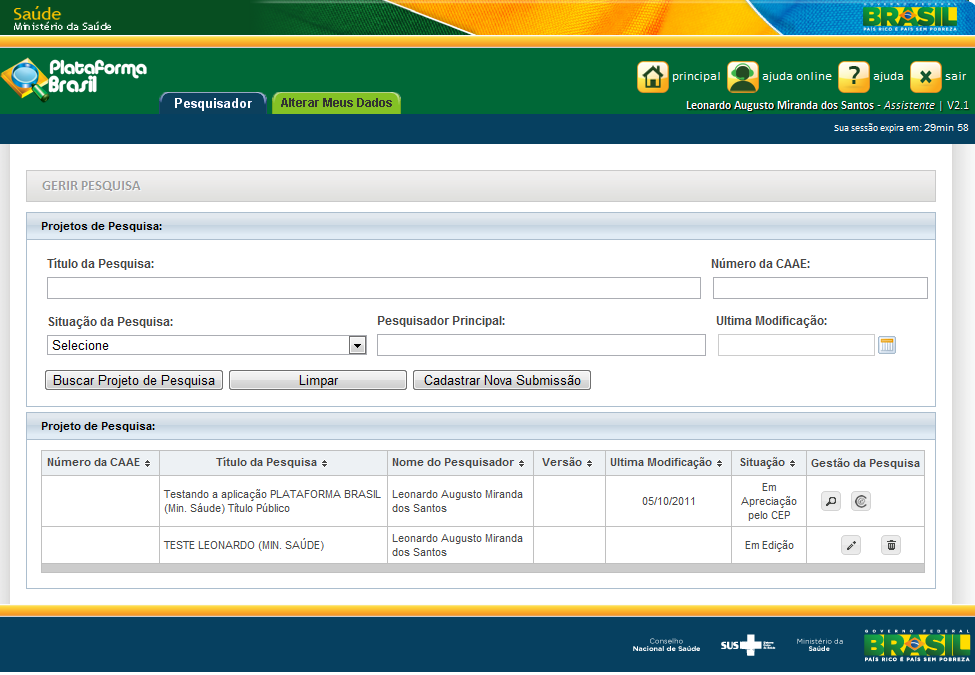 Saúde
Ministério da Saúde
GOVERNO FEDERAL
BRASIL
PAÍS RICO É PAÍS SEM POBREZA
Plataforma
Brasil
principal
ajuda online
?
ajuda
sair
Pesquisador
Alterar Meus Dados
Leonardo Augusto Miranda dos Santos - Assistente | V2.1
Sua sessão expira em: 29min 58
GERIR PESQUISA
Projetos de Pesquisa:
Título da Pesquisa:
Número da CAAE:
Situação da Pesquisa:
Pesquisador Principal:
Ultima Modificação:
Selecione
Buscar Projeto de Pesquisa
Limpar
Cadastrar Nova Submissão
Projeto de Pesquisa:
Número da CAAE
Título da Pesquisa
Nome do Pesquisador
Versão
Ultima Modificação
Situação
Gestão da Pesquisa
Testando a aplicação PLATAFORMA BRASIL
(Min. Sáude) Título Público
Leonardo Augusto Miranda
dos Santos
05/10/2011
Em
Apreciação
pelo CEP
TESTE LEONARDO (MIN. SAÚDE)
Leonardo Augusto Miranda
dos Santos
Em Edição
Conselho
Nacional de Saúde
SUS
Ministério da
Saúde
GOVERNO FEDERAL
BRASIL
PAÍS RICO É PAÍS SEM POBREZA